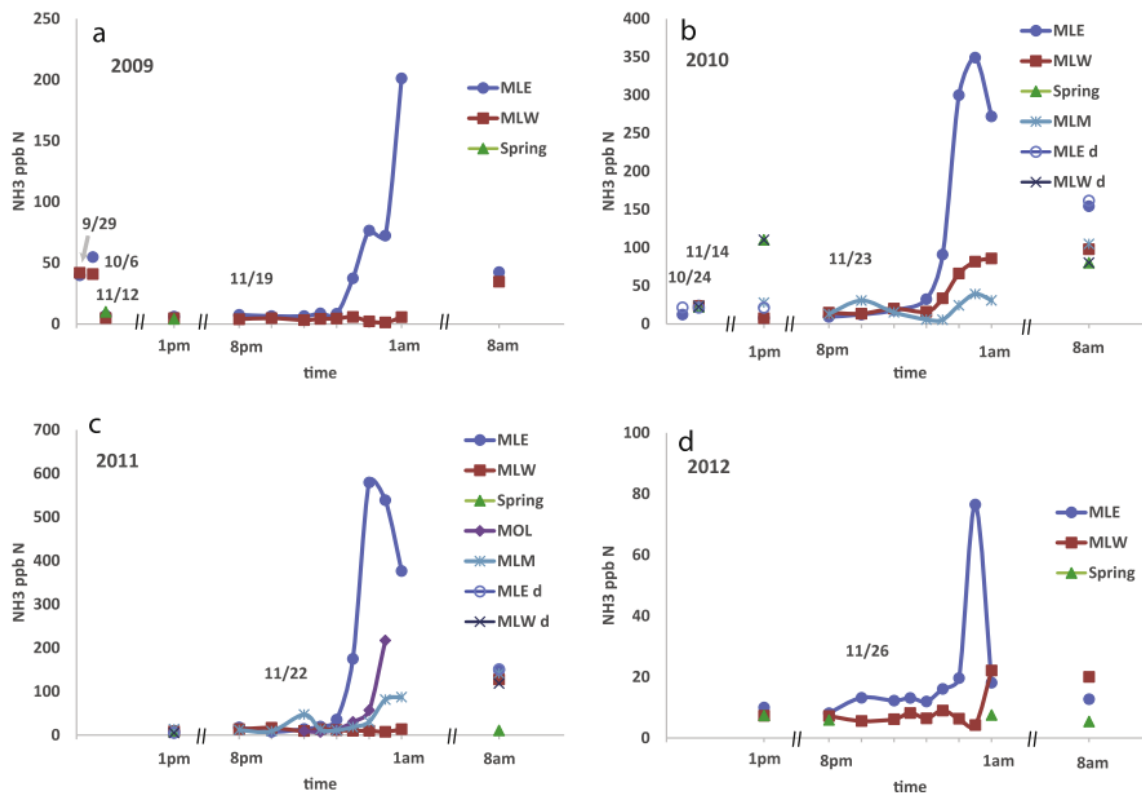 a
2009
250
200
150
100
50
0
NH3 ppb N
9/29
10/6
11/12
11/19
1pm
8pm
1am
8am
time
MLE
MLW
Spring
b
2010
400
350
300
250
200
150
100
50
0
NH3 ppb N
10/24
11/14
11/23
1pm
8pm
1am
8am
time
MLE
MLW
Spring
MLM
MLE d
MLW d
c
2011
700
600
500
400
300
200
100
0
NH3 ppb N
11/22
1pm
8pm
1am
8am
time
MLE
MLW
Spring
MOL
MLM
MLE d
MLW d
d
2012
100
80
60
40
20
0
NH3 ppb N
11/26
1pm
8pm
1am
8am
time
MLE
MLW
Spring